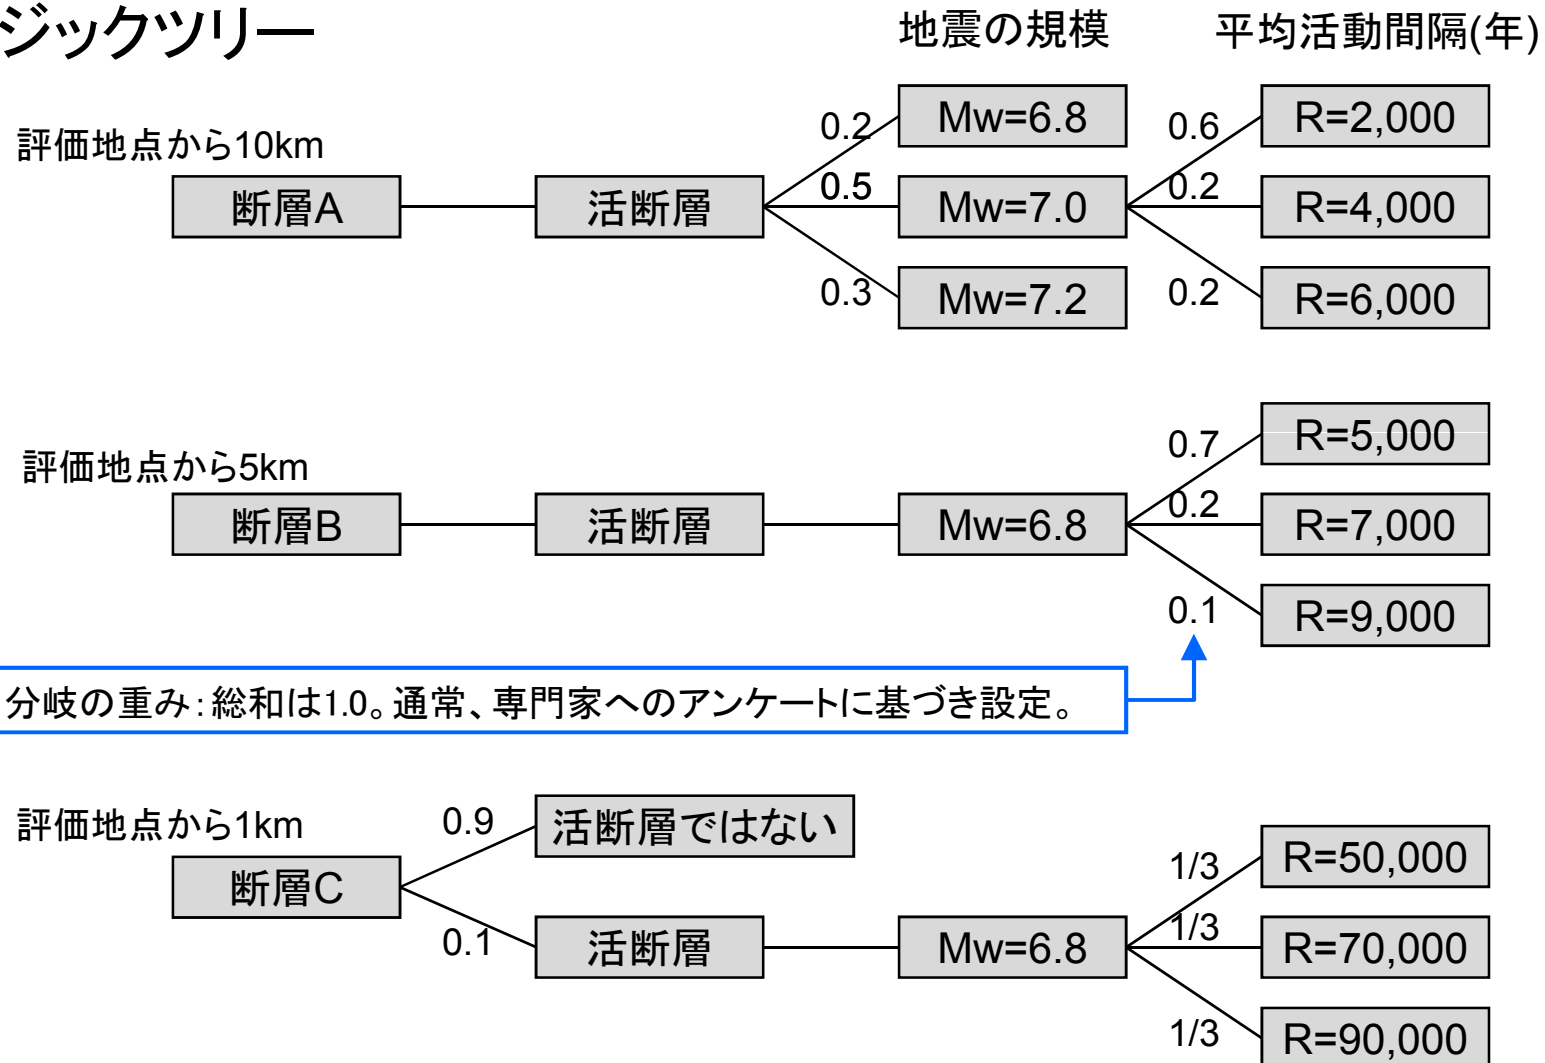 ジックツリー
地震の規模
平均活動間隔(年)
評価地点から10km
断層A
活断層
0.2
0.5
0.3
Mw=6.8
Mw=7.0
Mw=7.2
0.6
0.2
0.2
R=2,000
R=4,000
R=6,000
評価地点から5km
断層B
活断層
Mw=6.8
0.7
0.2
0.1
R=5,000
R=7,000
R=9,000
分岐の重み:総和は1.0。通常、専門家へのアンケートに基づき設定。
評価地点から1km
断層C
0.9
活断層ではない
0.1
活断層
Mw=6.8
1/3
1/3
1/3
R=50,000
R=70,000
R=90,000